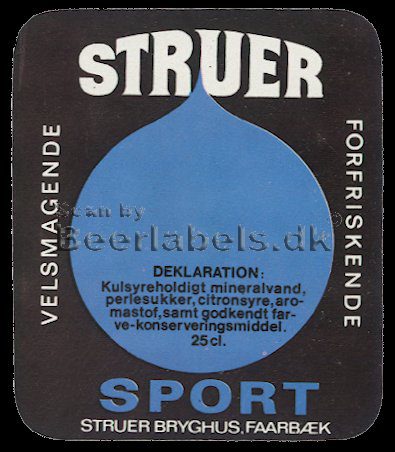 STRUER
VELSMAGENDE
FORFRISKENDE
Scan by
Beerlabels.dk
DEKLARATION:
Kulsyreholdigt mineralvand,
perlesukker, citronsyre, aro-
mastof, samt godkendt far-
ve-konserveringsmiddel.
25 cl.
SPORT
STRUER BRYGHUS, FAARBÆK